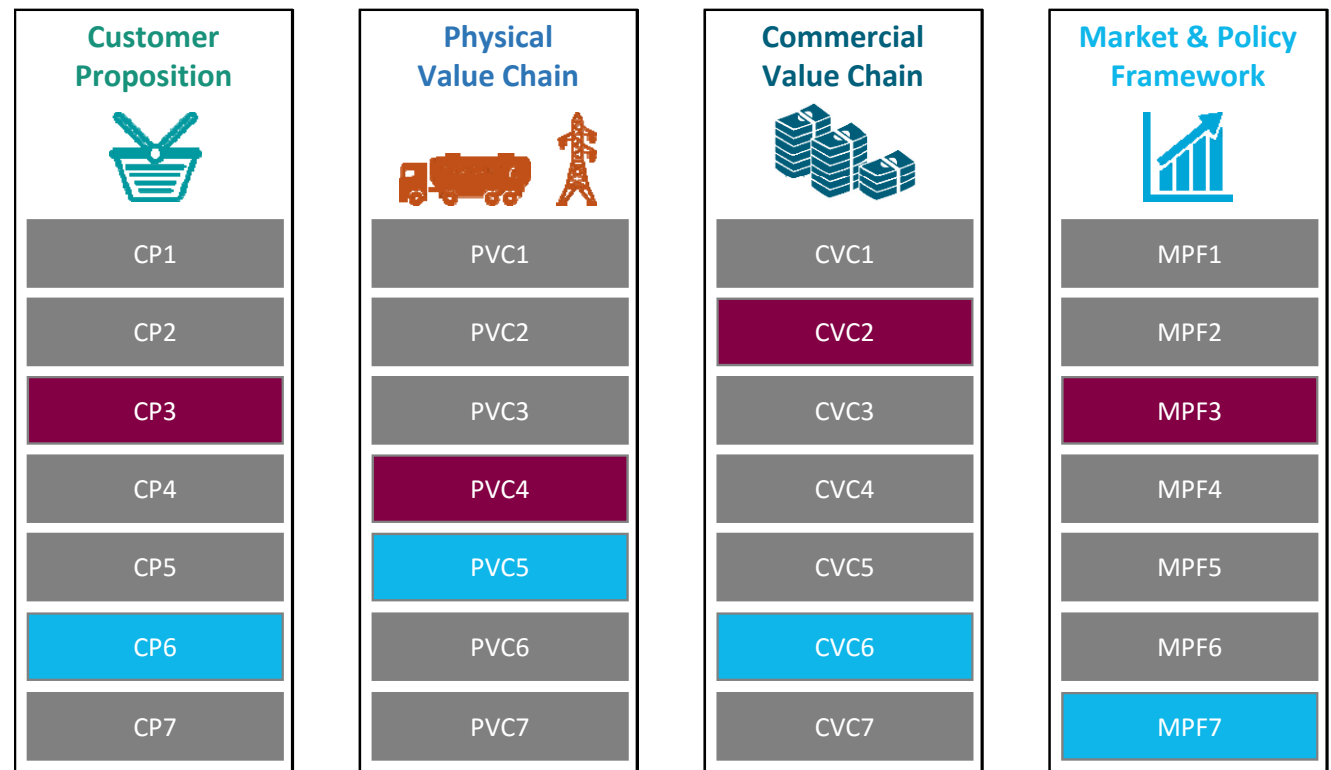 Customer
Proposition
CP1
CP2
CP3
CP4
CP5
CP6
CP7
Physical
Value Chain
PVC1
PVC2
PVC3
PVC4
PVC5
PVC6
PVC7
Commercial
Value Chain
CVC1
CVC2
CVC3
CVC4
CVC5
CVC6
CVC7
Market & Policy
Framework
MPF1
MPF2
MPF3
MPF4
MPF5
MPF6
MPF7